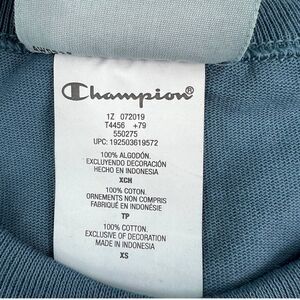 Champion®
1Z 072019
T4456 +79
550275
UPC: 192503619572
100% ALGODÓN.
EXCLUYENDO DECORACIÓN
HECHO EN INDONESIA
XCH
100% COTON.
ORNEMENTS NON COMPRIS
FABRIQUÉ EN INDONÉSIE
TP
100% COTTON.
EXCLUSIVE OF DECORATION
MADE IN INDONESIA
XS